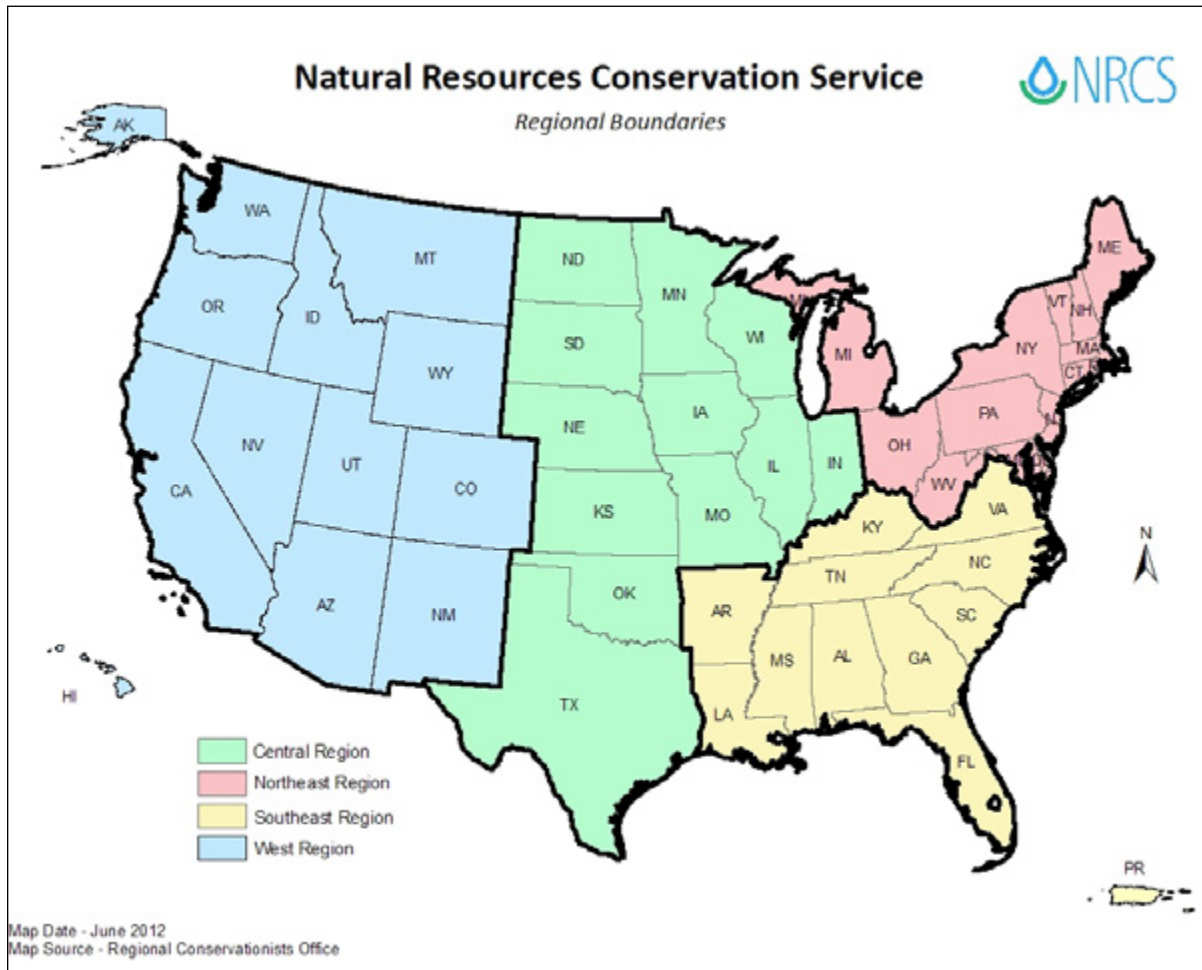 Natural Resources Conservation Service
NRCS
Regional Boundaries
AK
WA
MT
ND
MN
ME
OR
ID
SD
WI
MI
VT
NH
NY
MA
CT
WY
NE
IA
PA
NV
UT
CO
IL
IN
OH
WV
CA
KS
MO
KY
VA
N
AZ
NM
OK
AR
TN
NC
SC
MS
AL
GA
HI
TX
LA
FL
Central Region
Northeast Region
Southeast Region
West Region
PR
Map Date - June 2012
Map Source - Regional Conservationists Office